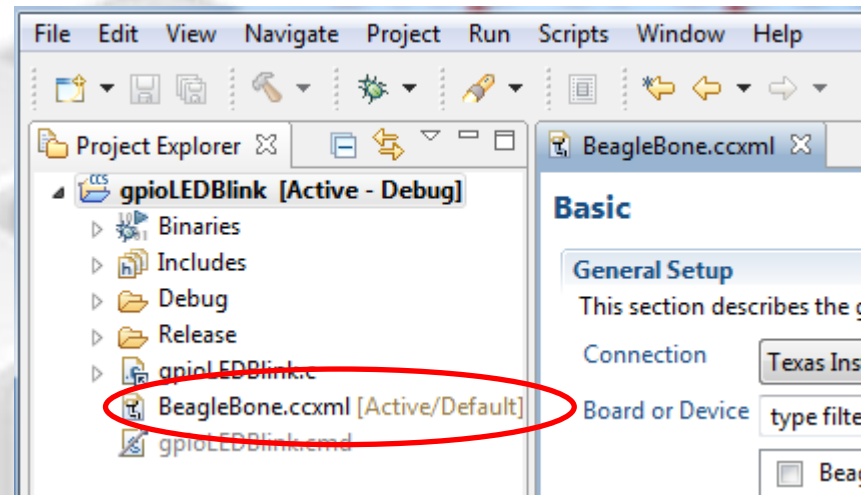 File Edit View Navigate Project Run Scripts Window Help
Project Explorer
BeagleBone.ccxml
gpioLEDBlink [Active - Debug]
Binaries
Includes
Debug
Release
gpioLEDBlink.c
BeagleBone.ccxml [Active/Default]
gpioLEDBlink.cmd
Basic
General Setup
This section describes the
Connection
Texas Ins
Board or Device
type filte
Beag